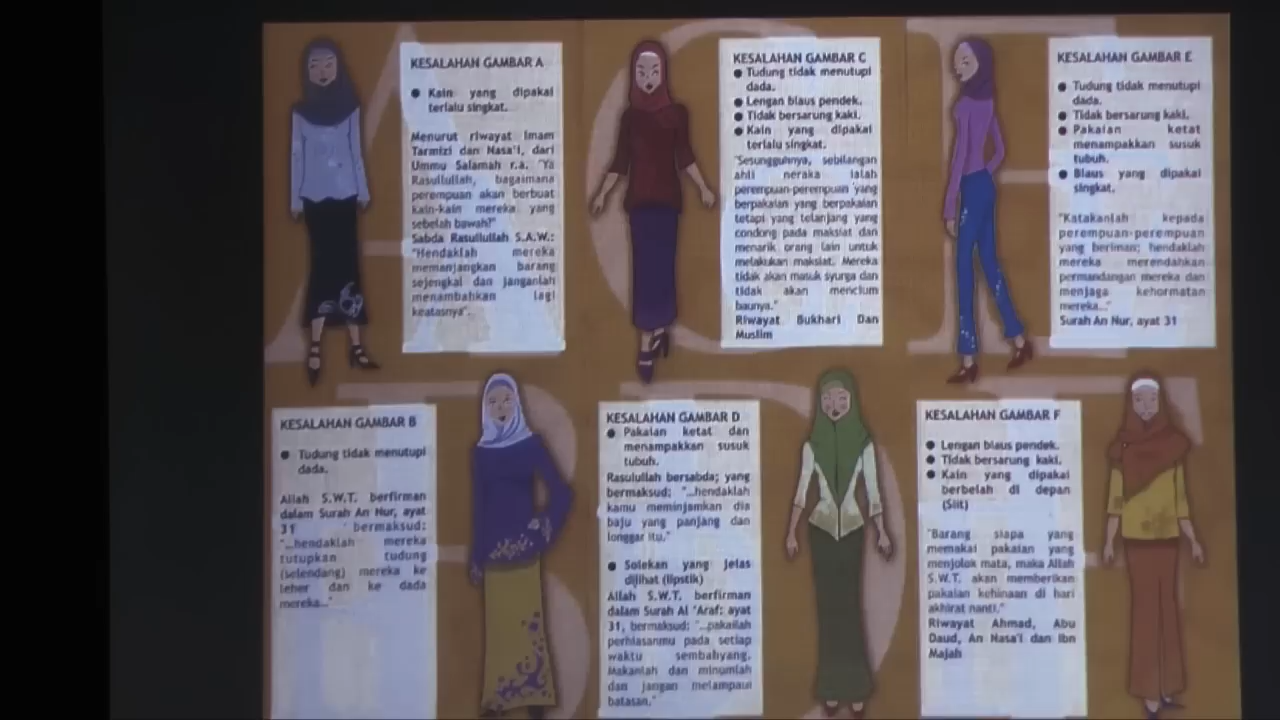 KESALAHAN GAMBAR A
● Kain yang dipakai
terlalu singkat.
Menurut riwayat Imam
Tarmizi dan Nasa'i, dari
Ummu Salamah r.a. "Ya
Rasullullah, bagaimana
perempuan akan berbuat
kain-kain mereka yang
sebelah bawah?"
Sabda Rasullullah S.A.W.:
"Hendaklah mereka
memanjangkan barang
sejengkal dan janganlah
menambahkan lagi
keatasnya".
KESALAHAN GAMBAR C
● Tudung tidak menutupi
dada.
● Lengan blaus pendek.
● Tidak bersarung kaki.
● Kain yang dipakai
terlalu singkat.
"Sesungguhnya, sebilangan
ahli neraka ialah
perempuan-perempuan yang
berpakaian yang berpakaian
tetapi yang telanjang yang
condong pada maksiat dan
menarik orang lain untuk
melakukan maksiat. Mereka
tidak akan masuk syurga dan
tidak akan mencium
baunya."
Riwayat Bukhari Dan
Muslim
KESALAHAN GAMBAR E
● Tudung tidak menutupi
dada.
● Tidak bersarung kaki.
● Pakaian ketat
menampakkan susuk
tubuh.
● Blaus yang dipakai
singkat.
"Katakanlah kepada
perempuan-perempuan
yang beriman; hendaklah
mereka merendahkan
permandangan mereka dan
menjaga kehormatan
mereka..."
Surah An Nur, ayat 31
KESALAHAN GAMBAR B
● Tudung tidak menutupi
dada.
Allah S.W.T. berfirman
dalam Surah An Nur, ayat
31 bermaksud:
"...hendaklah mereka
tutupkan tudung
(selendang) mereka ke
leher dan ke dada
mereka..."
KESALAHAN GAMBAR D
● Pakaian ketat dan
menampakkan susuk
tubuh.
Rasulullah bersabda; yang
bermaksud; "...hendaklah
kamu meminjamkan dia
baju yang panjang dan
longgar itu."
● Solekan yang jelas
dilihat (lipstik)
Allah S.W.T. berfirman
dalam Surah Al 'Araf: ayat
31, bermaksud: "...pakailah
perhiasanmu pada setiap
waktu sembahyang.
Makanlah dan minumlah
dan jangan melampaui
batasan."
KESALAHAN GAMBAR F
● Lengan blaus pendek.
● Tidak bersarung kaki.
● Kain yang dipakai
berbelah di depan
(Slit)
"Barang siapa yang
memakai pakaian yang
menjolok mata, maka Allah
S.W.T. akan memberikan
pakaian kehinaan di hari
akhirat nanti."
Riwayat Ahmad, Abu
Daud, An Nasa'i dan Ibn
Majah